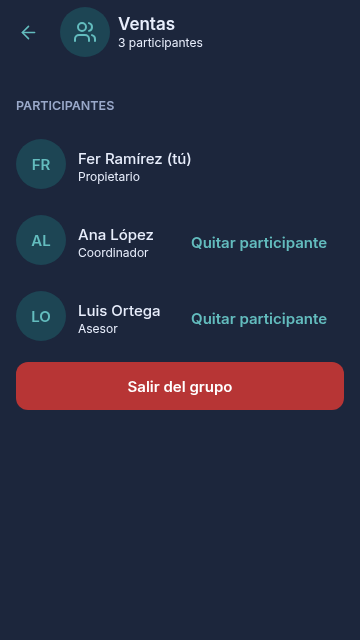 Ventas
3 participantes
PARTICIPANTES
FR
Fer Ramírez (tú)
Propietario
AL
Ana López
Coordinador
Quitar participante
LO
Luis Ortega
Asesor
Quitar participante
Salir del grupo